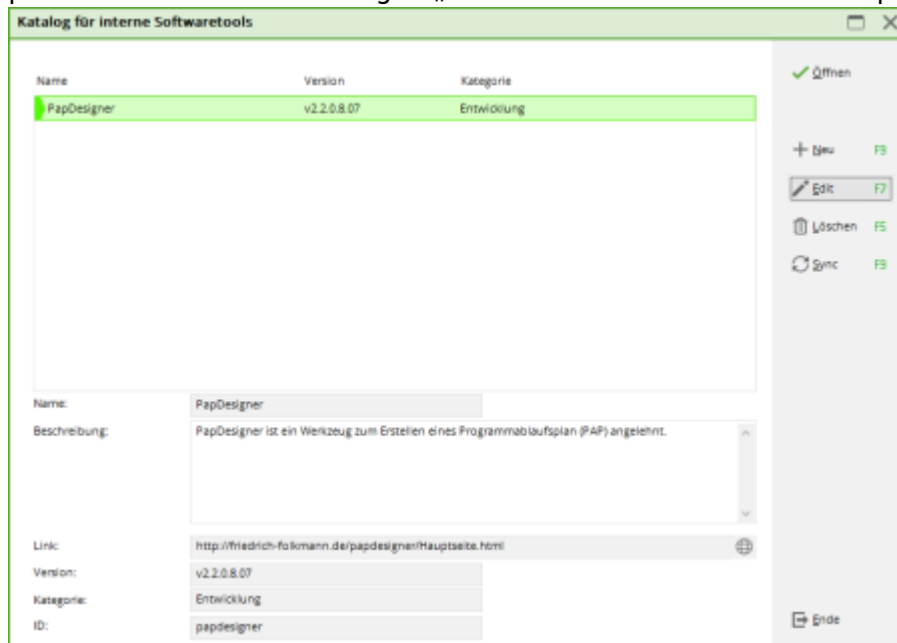 Katalog für interne Softwaretools
Name Version Kategorie
PapDesigner v2.2.0.8.07 Entwicklung
Öffnen
Neu F9
Edit F7
Löschen F5
Sync F9
Name: PapDesigner
Beschreibung: PapDesigner ist ein Werkzeug zum Erstellen eines Programmablaufsplan (PAP) angelehnt.
Link: http://friedrich-folkmann.de/papdesigner/Hauptseite.html
Version: v2.2.0.8.07
Kategorie: Entwicklung
ID: papdesigner
Ende